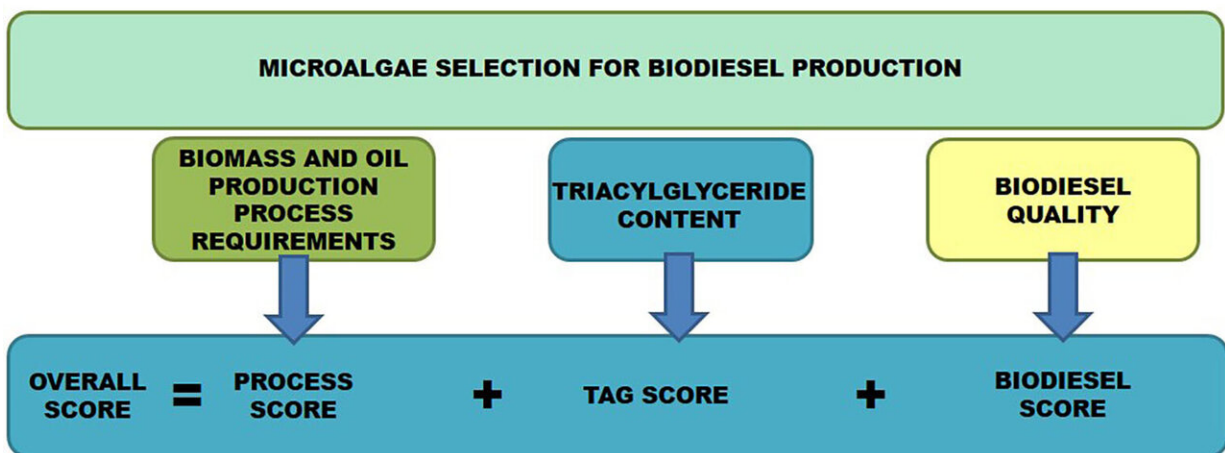 MICROALGAE SELECTION FOR BIODIESEL PRODUCTION
BIOMASS AND OIL
PRODUCTION
PROCESS
REQUIREMENTS
TRIACYLGLYCERIDE
CONTENT
BIODIESEL
QUALITY
OVERALL
SCORE
=
PROCESS
SCORE
+
TAG SCORE
+
BIODIESEL
SCORE